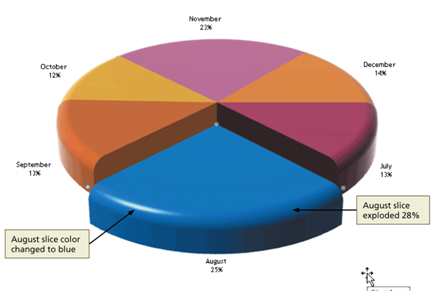 November
23%
October
12%
December
14%
September
13%
July
13%
August slice
exploded 28%
August slice color
changed to blue
August
25%